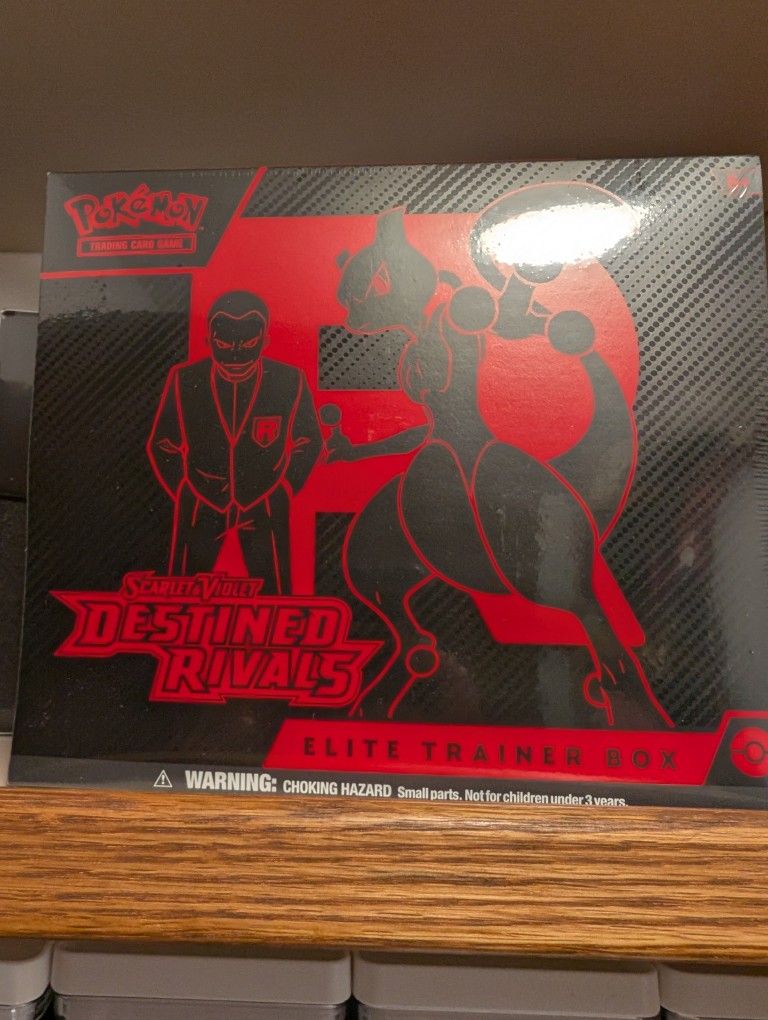 POKéMON
TRADING CARD GAME
R
SCARLET & VIOLET
DESTINED
RIVALS
ELITE TRAINER BOX
WARNING: CHOKING HAZARD Small parts. Not for children under 3 years.